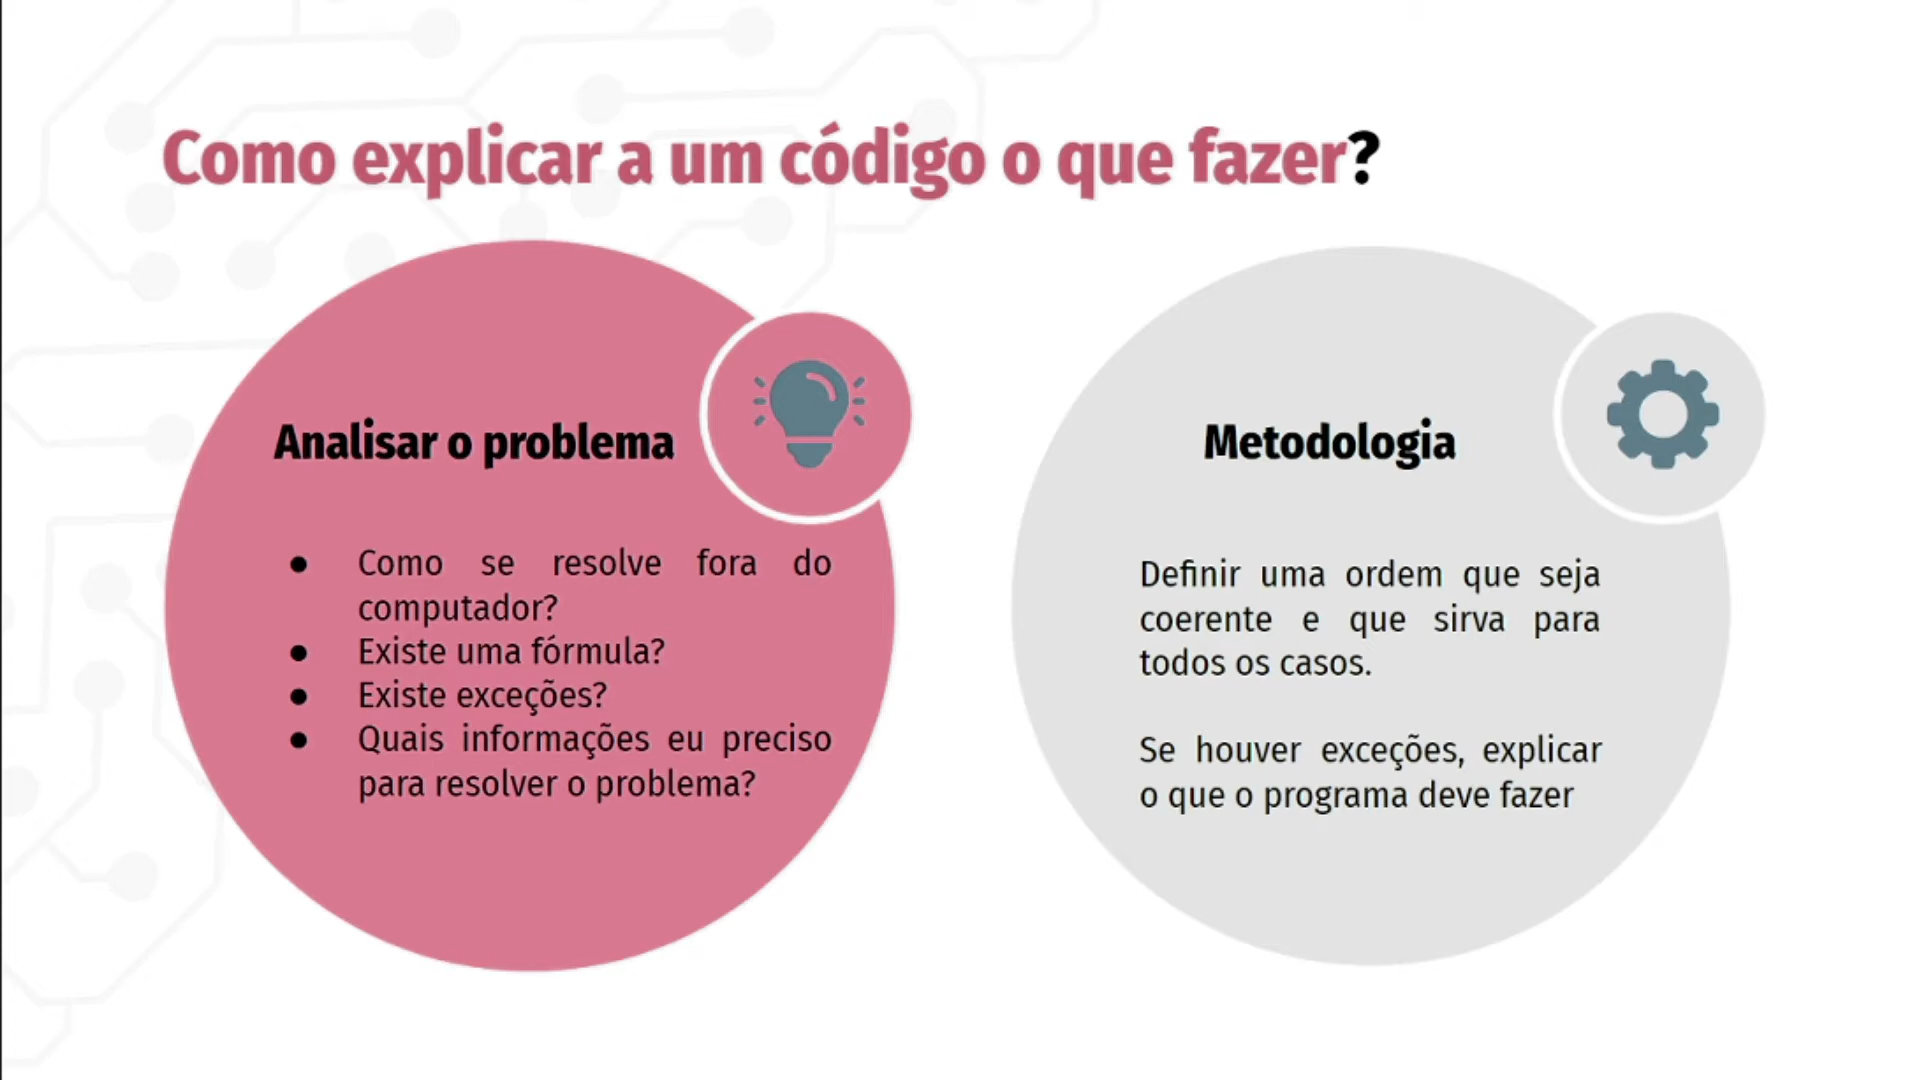 Como explicar a um código o que fazer?
Analisar o problema
● Como se resolve fora do
computador?
● Existe uma fórmula?
● Existe exceções?
● Quais informações eu preciso
para resolver o problema?
Metodologia
Definir uma ordem que seja
coerente e que sirva para
todos os casos.
Se houver exceções, explicar
o que o programa deve fazer